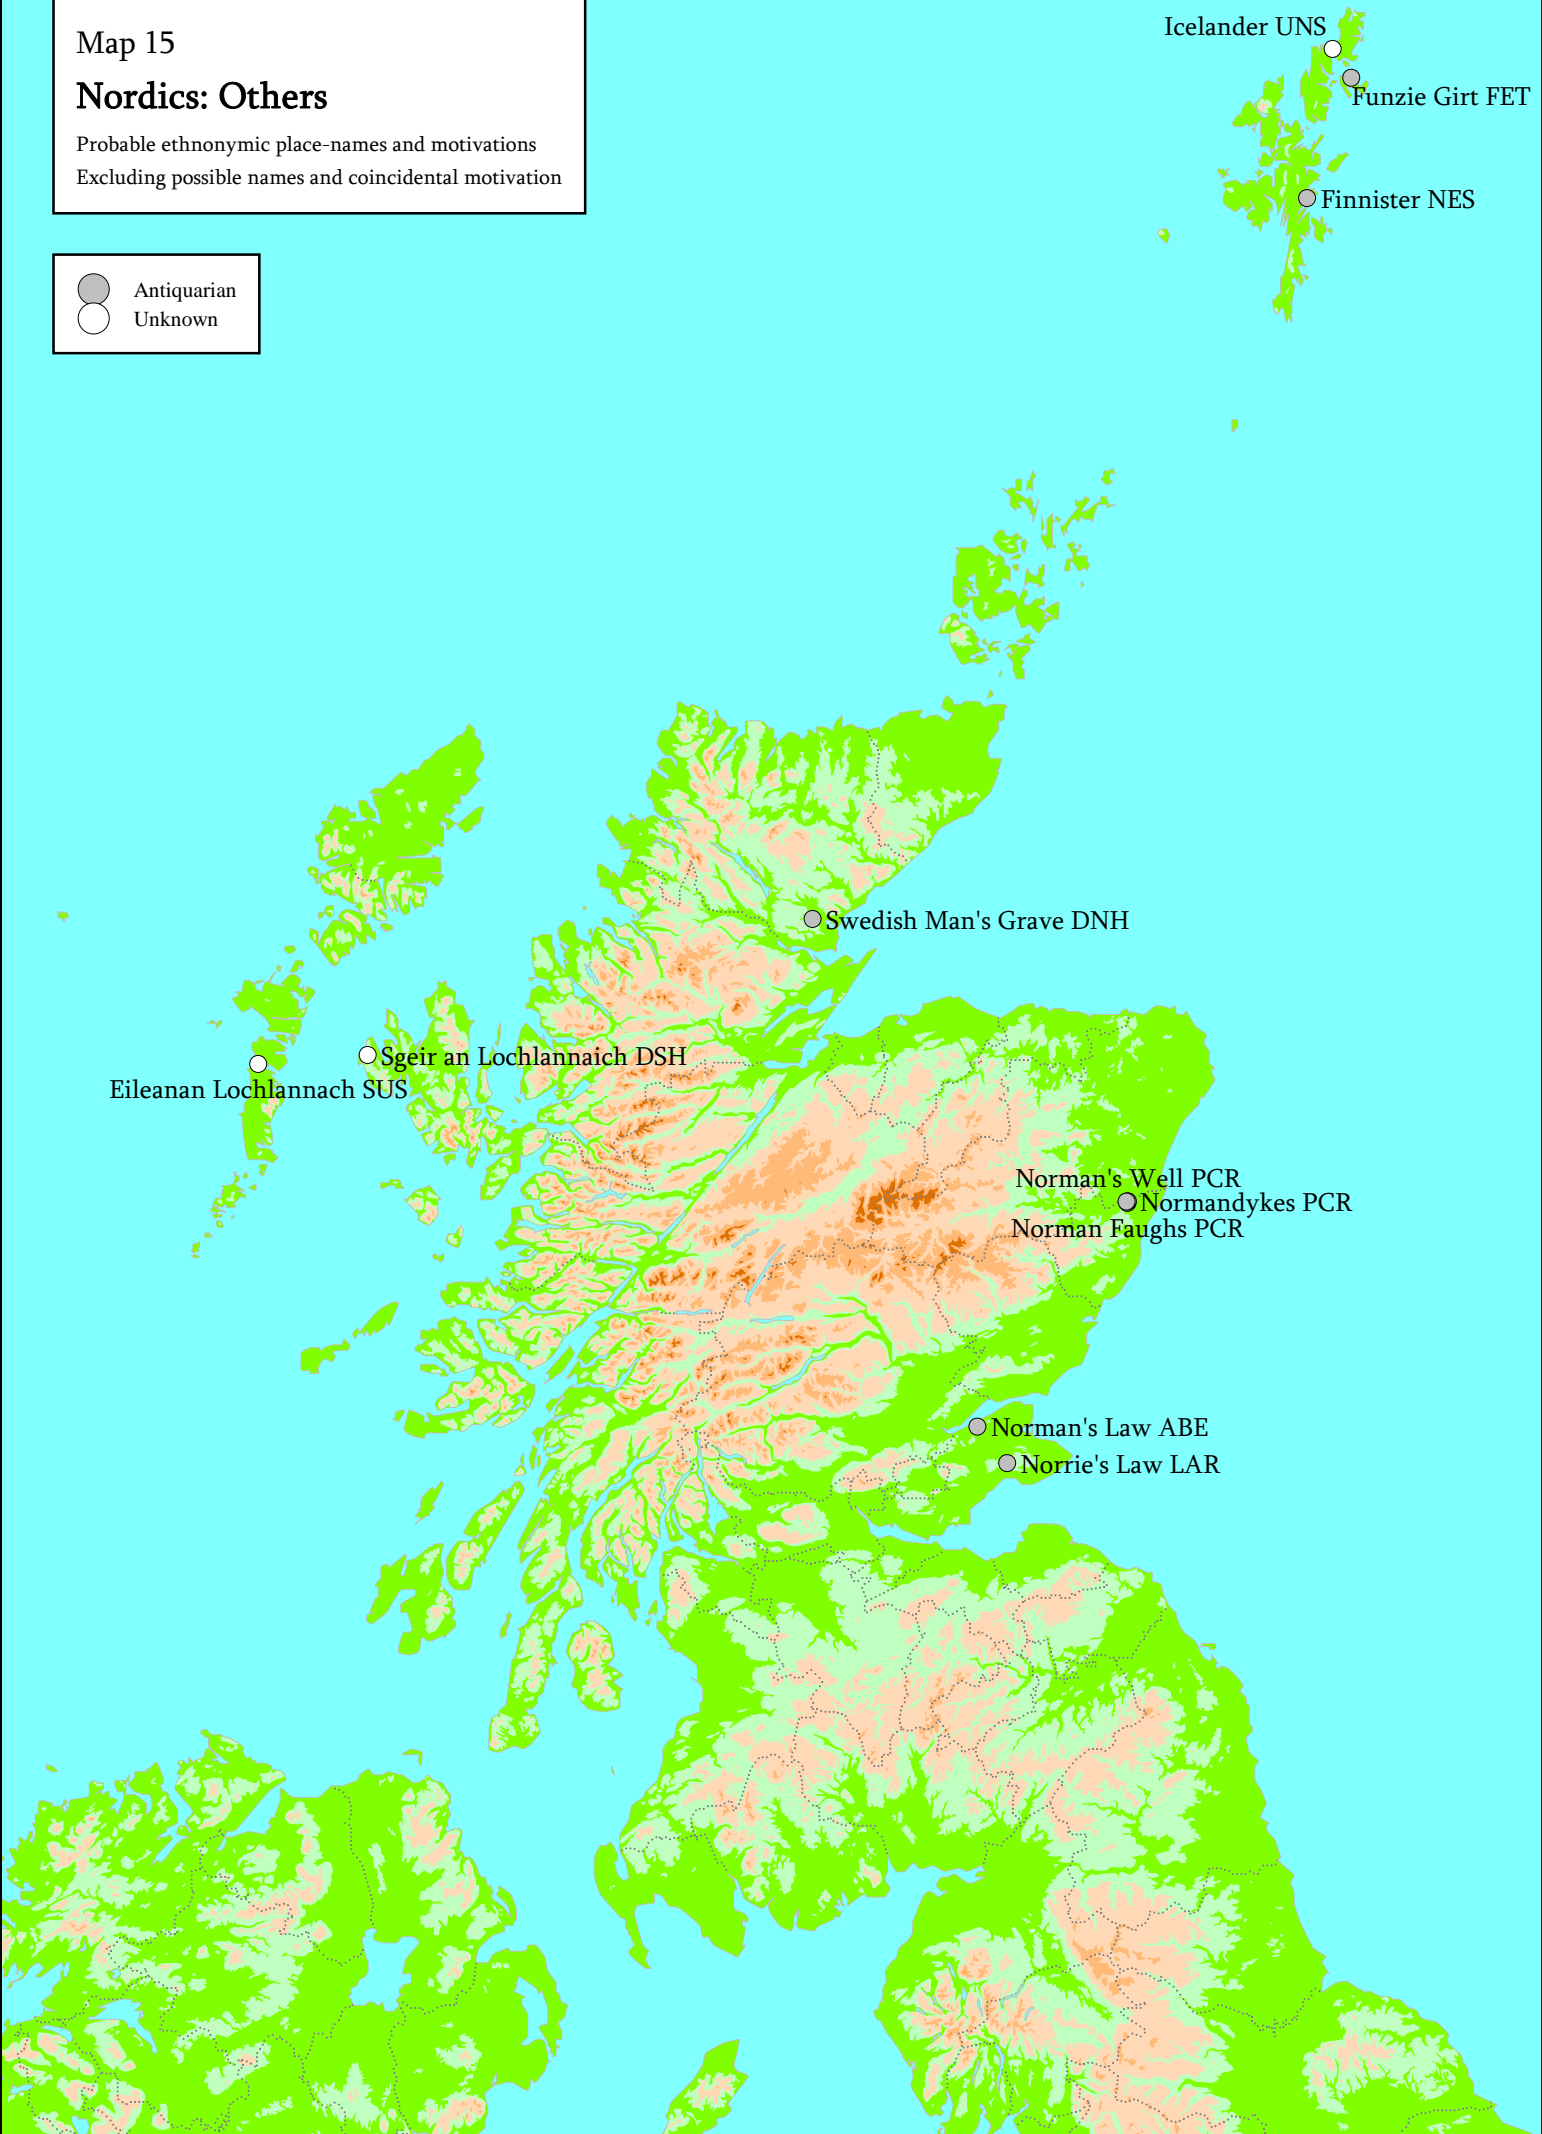 Map 15
Nordics: Others
Probable ethnonymic place-names and motivations
Excluding possible names and coincidental motivation
Antiquarian
Unknown
Icelander UNS
Funzie Girt FET
Finnister NES
Swedish Man's Grave DNH
Sgeir an Lochlannaich DSH
Eileanan Lochlannach SUS
Norman's Well PCR
Normandykes PCR
Norman Faughs PCR
Norman's Law ABE
Norrie's Law LAR